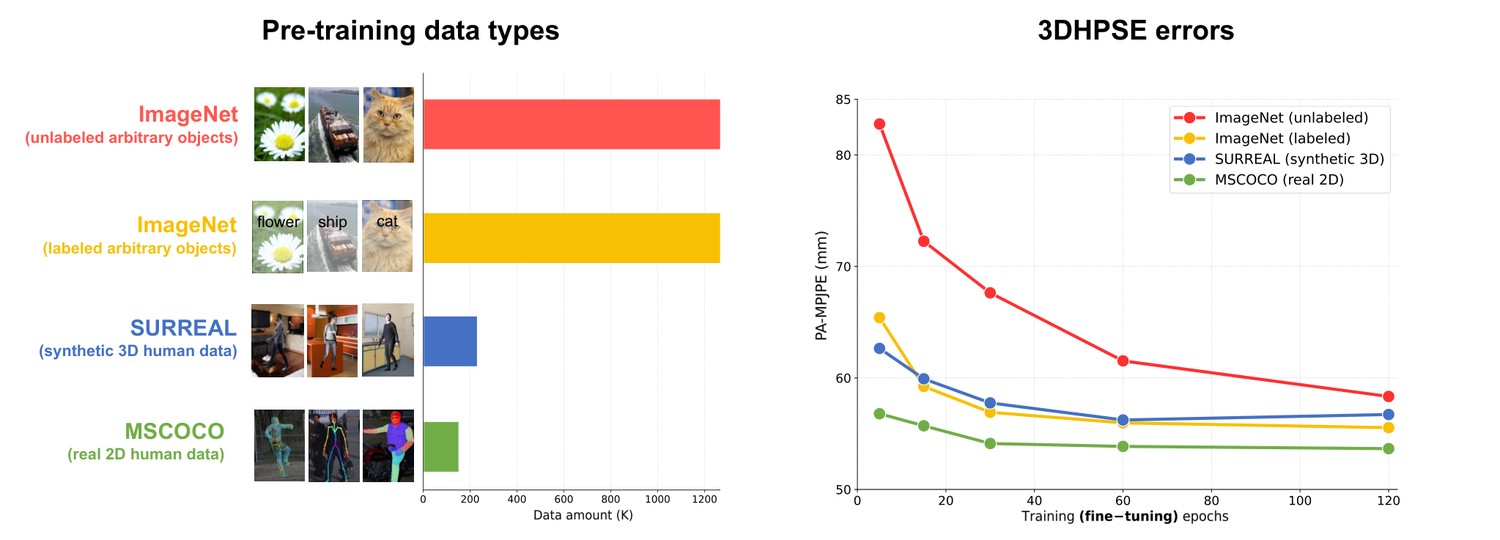 Pre-training data types
ImageNet
(unlabeled arbitrary objects)
ImageNet
(labeled arbitrary objects)
flower ship cat
SURREAL
(synthetic 3D human data)
MSCOCO
(real 2D human data)
0 200 400 600 800 1000 1200
Data amount (K)
3DHPSE errors
85
80
70
60
50
PA-MPJPE (mm)
ImageNet (unlabeled)
ImageNet (labeled)
SURREAL (synthetic 3D)
MSCOCO (real 2D)
0 20 40 60 80 100 120
Training (fine−tuning) epochs